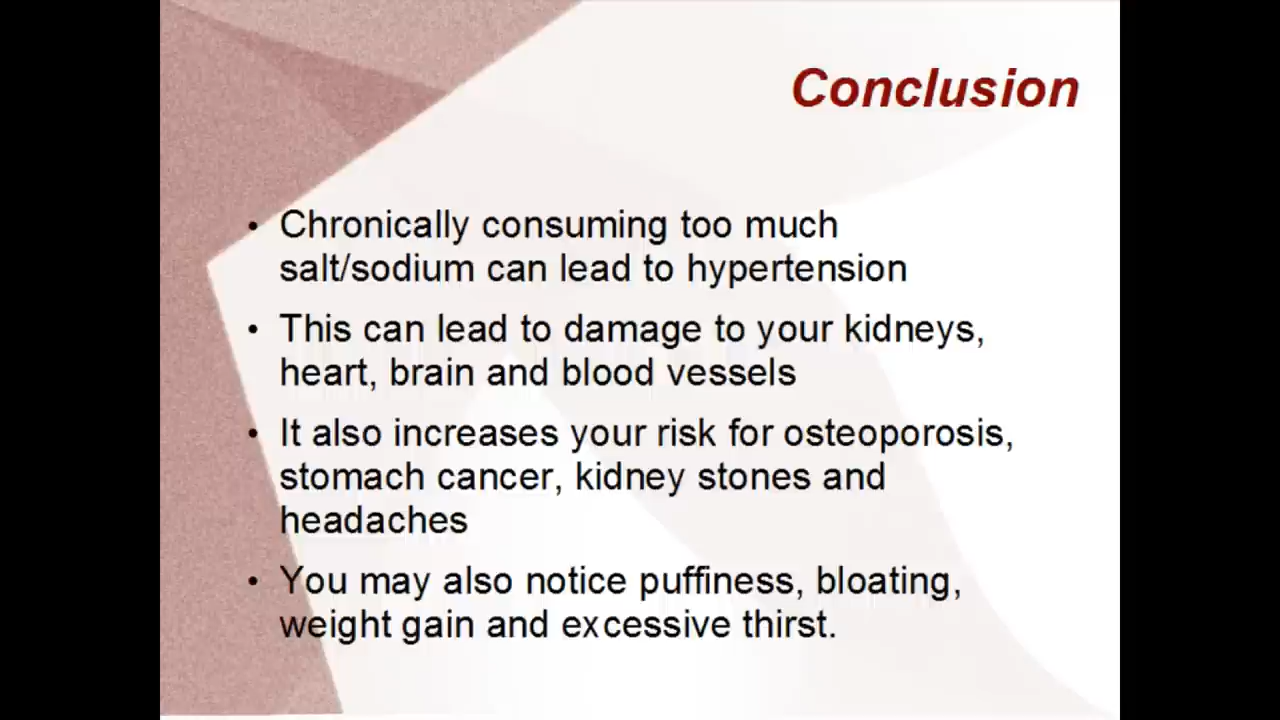 Conclusion
• Chronically consuming too much
salt/sodium can lead to hypertension
• This can lead to damage to your kidneys,
heart, brain and blood vessels
• It also increases your risk for osteoporosis,
stomach cancer, kidney stones and
headaches
• You may also notice puffiness, bloating,
weight gain and excessive thirst.